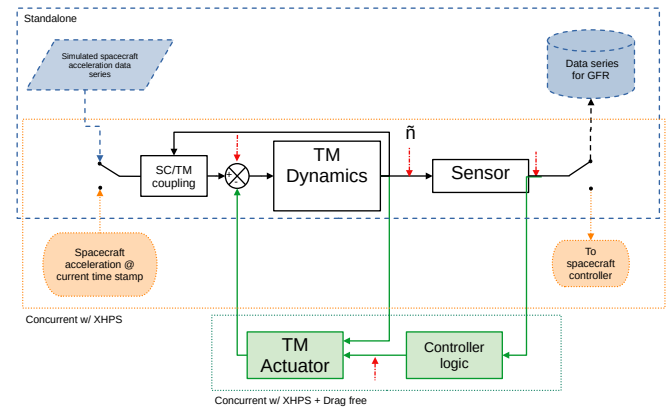 Standalone
Simulated spacecraft
acceleration data
series
Data series
for GFR
ñ
SC/TM
coupling
+
-
TM
Dynamics
Sensor
Spacecraft
acceleration @
current time stamp
To
spacecraft
controller
Concurrent w/ XHPS
TM
Actuator
Controller
logic
Concurrent w/ XHPS + Drag free